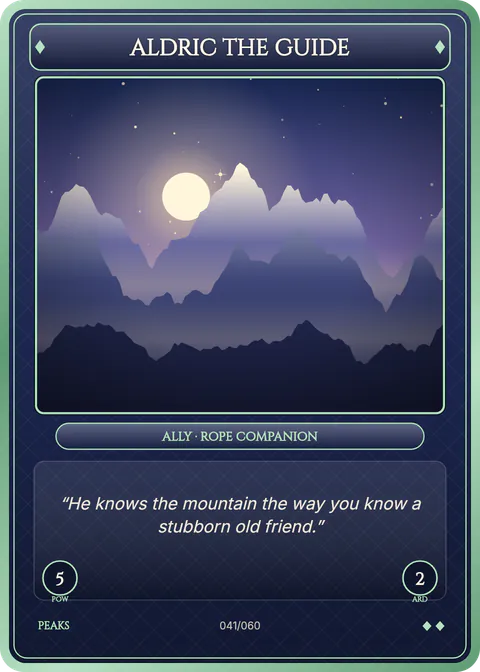 ALDRIC THE GUIDE
ALLY · ROPE COMPANION
“He knows the mountain the way you know a
stubborn old friend.”
5
POW
2
ARD
PEAKS
041/060